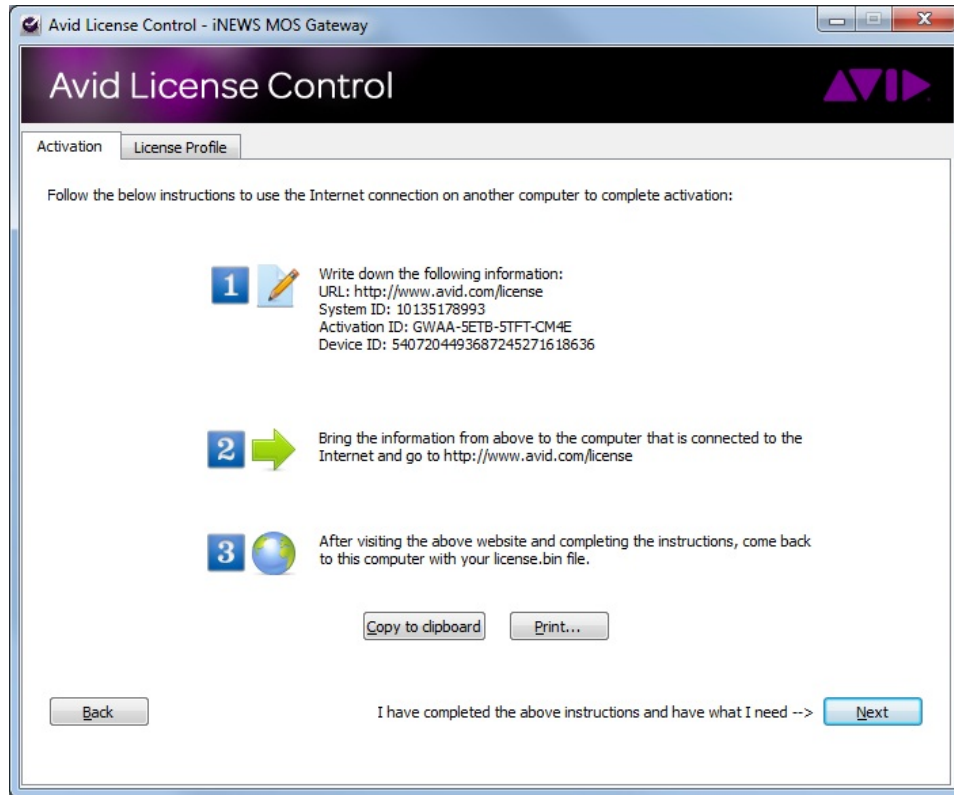 Avid License Control - iNEWS MOS Gateway
Avid License Control
AVID
Activation
License Profile
Follow the below instructions to use the Internet connection on another computer to complete activation:
1
Write down the following information:
URL: http://www.avid.com/license
System ID: 10135178993
Activation ID: GWAA-5ETB-5TFT-CM4E
Device ID: 5407204493687245271618636
2
Bring the information from above to the computer that is connected to the
Internet and go to http://www.avid.com/license
3
After visiting the above website and completing the instructions, come back
to this computer with your license.bin file.
Copy to clipboard
Print...
Back
I have completed the above instructions and have what I need -->
Next